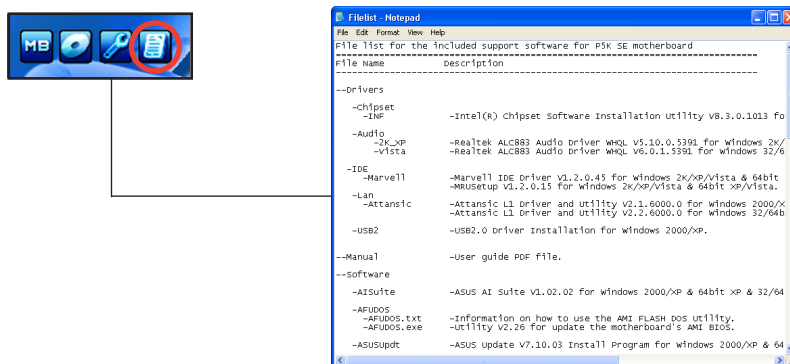 MB
Filelist - Notepad
File Edit Format View Help
File list for the included support software for P5K SE motherboard
-----------------------------------------------------------------------
File Name Description
-----------------------------------------------------------------------
--Drivers
-Chipset
-INF -Intel(R) Chipset Software Installation Utility V8.3.0.1013 fo
-Audio
-2K_XP -Realtek ALC883 Audio Driver WHQL V5.10.0.5391 for Windows 2K/
-Vista -Realtek ALC883 Audio Driver WHQL V6.0.1.5391 for Windows 32/6
-IDE
-Marvell -Marvell IDE Driver V1.2.0.45 for Windows 2K/XP/Vista & 64bit
-MRUSetup V1.2.0.15 for Windows 2K/XP/Vista & 64bit XP/Vista.
-Lan
-Attansic -Attansic L1 Driver and Utility V2.1.6000.0 for Windows 2000/X
-Attansic L1 Driver and Utility V2.2.6000.0 for Windows 32/64b
-USB2 -USB2.0 Driver Installation for Windows 2000/XP.
--Manual -User guide PDF file.
--Software
-AISuite -ASUS AI Suite V1.02.02 for Windows 2000/XP & 64bit XP & 32/64
-AFUDOS
-AFUDOS.txt -Information on how to use the AMI FLASH DOS Utility.
-AFUDOS.exe -Utility V2.26 for update the motherboard's AMI BIOS.
-ASUSUpdt -ASUS Update V7.10.03 Install Program for Windows 2000/XP & 64